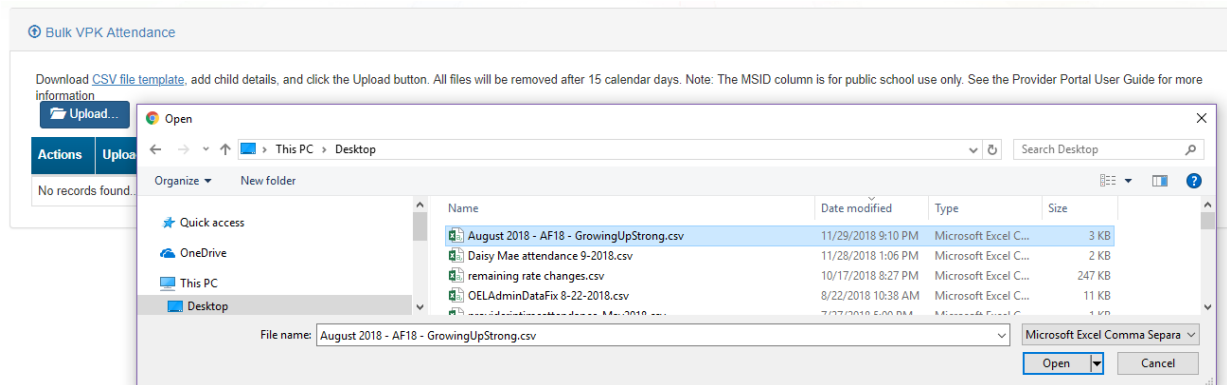 Bulk VPK Attendance
Download CSV file template, add child details, and click the Upload button. All files will be removed after 15 calendar days. Note: The MSID column is for public school use only. See the Provider Portal User Guide for more
information
Upload...
Open
This PC > Desktop
Search Desktop
Actions
Organize
New folder
No records found..
Name
Date modified
Type
Size
Quick access
August 2018 - AF18 - GrowingUpStrong.csv 11/29/2018 9:10 PM Microsoft Excel C... 3 KB
Daisy Mae attendance 9-2018.csv 11/28/2018 1:06 PM Microsoft Excel C... 2 KB
OneDrive
remaining rate changes.csv 10/17/2018 8:27 PM Microsoft Excel C... 247 KB
This PC
OELAdminDataFix 8-22-2018.csv 8/22/2018 10:38 AM Microsoft Excel C... 11 KB
Desktop
File name: August 2018 - AF18 - GrowingUpStrong.csv
Microsoft Excel Comma Separa
Open
Cancel